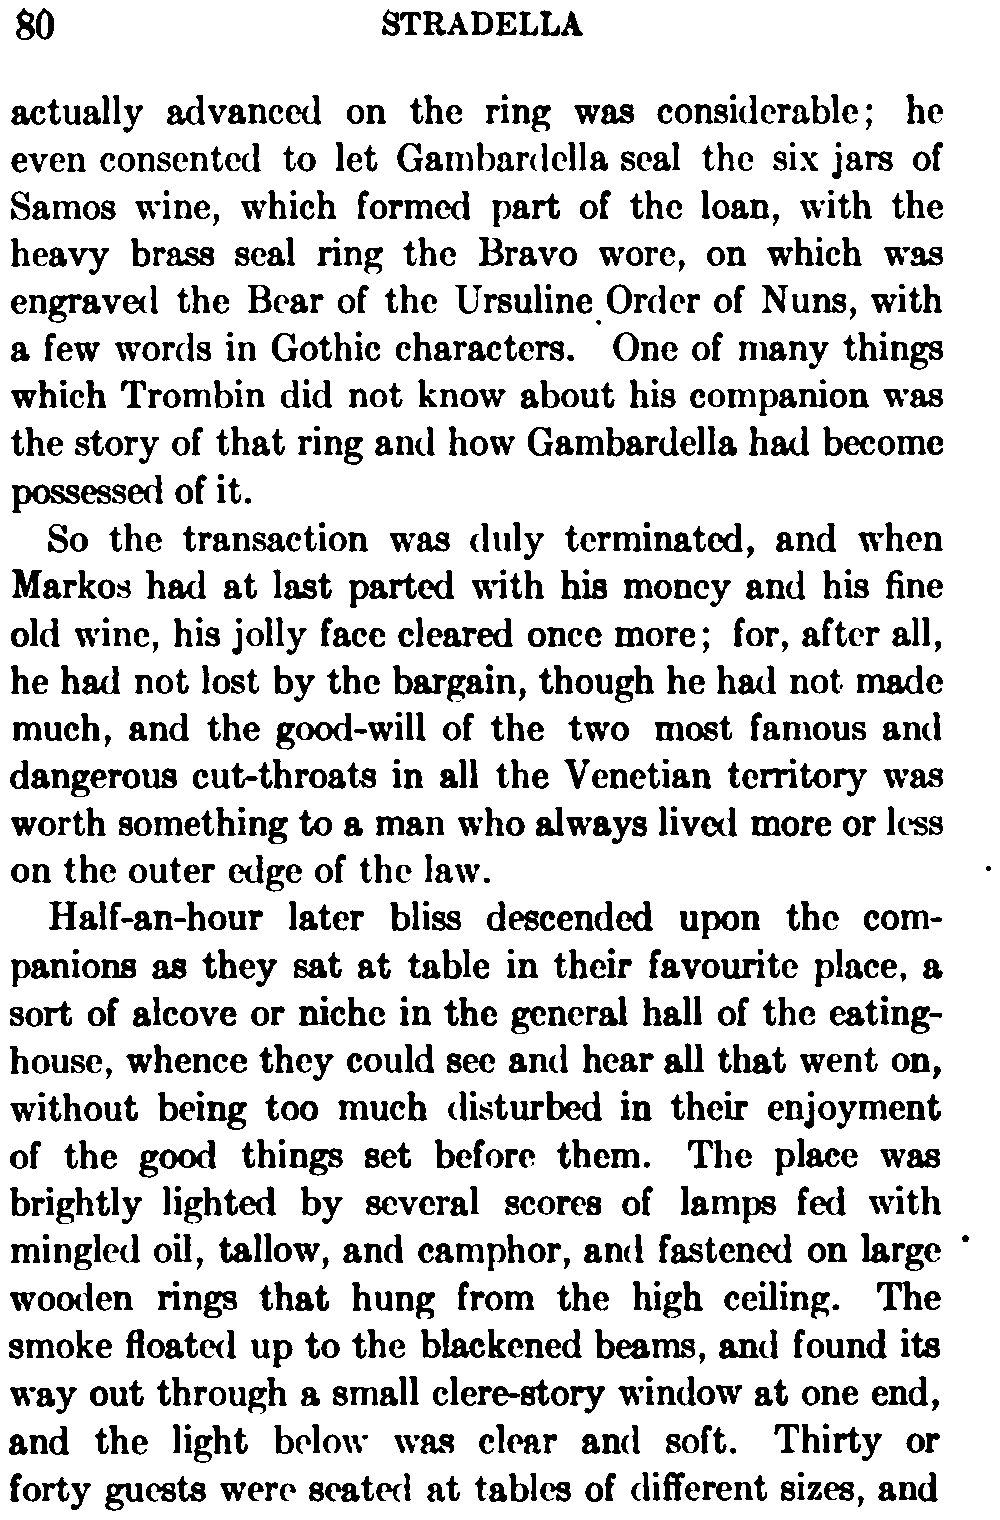 80 STRADELLA
actually advanced on the ring was considerable; he
even consented to let Gambardella seal the six jars of
Samos wine, which formed part of the loan, with the
heavy brass seal ring the Bravo wore, on which was
engraved the Bear of the Ursuline Order of Nuns, with
a few words in Gothic characters. One of many things
which Trombin did not know about his companion was
the story of that ring and how Gambardella had become
possessed of it.
So the transaction was duly terminated, and when
Markos had at last parted with his money and his fine
old wine, his jolly face cleared once more; for, after all,
he had not lost by the bargain, though he had not made
much, and the good-will of the two most famous and
dangerous cut-throats in all the Venetian territory was
worth something to a man who always lived more or less
on the outer edge of the law.
Half-an-hour later bliss descended upon the com-
panions as they sat at table in their favourite place, a
sort of alcove or niche in the general hall of the eating-
house, whence they could see and hear all that went on,
without being too much disturbed in their enjoyment
of the good things set before them. The place was
brightly lighted by several scores of lamps fed with
mingled oil, tallow, and camphor, and fastened on large
wooden rings that hung from the high ceiling. The
smoke floated up to the blackened beams, and found its
way out through a small clere-story window at one end,
and the light below was clear and soft. Thirty or
forty guests were seated at tables of different sizes, and